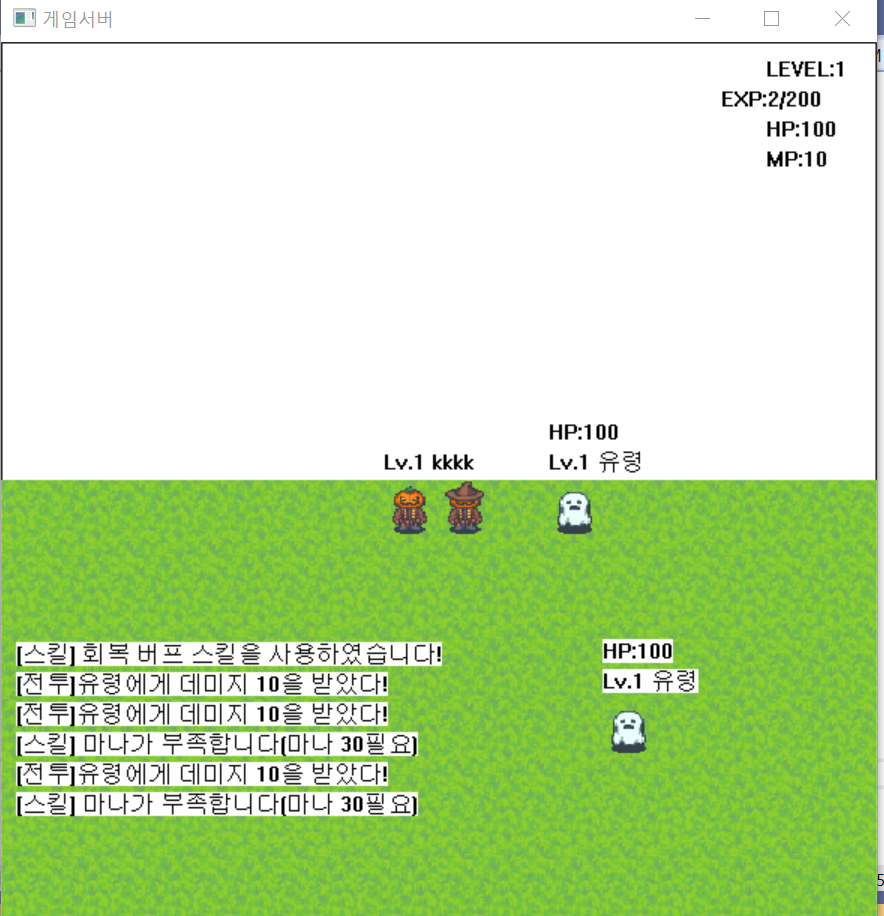 게임서버
LEVEL:1
EXP:2/200
HP:100
MP:10
HP:100
Lv.1 kkkk
Lv.1 유령
HP:100
Lv.1 유령
[스킬] 회복 버프 스킬을 사용하였습니다!
[전투]유령에게 데미지 10을 받았다!
[전투]유령에게 데미지 10을 받았다!
[스킬] 마나가 부족합니다(마나 30필요)
[전투]유령에게 데미지 10을 받았다!
[스킬] 마나가 부족합니다(마나 30필요)